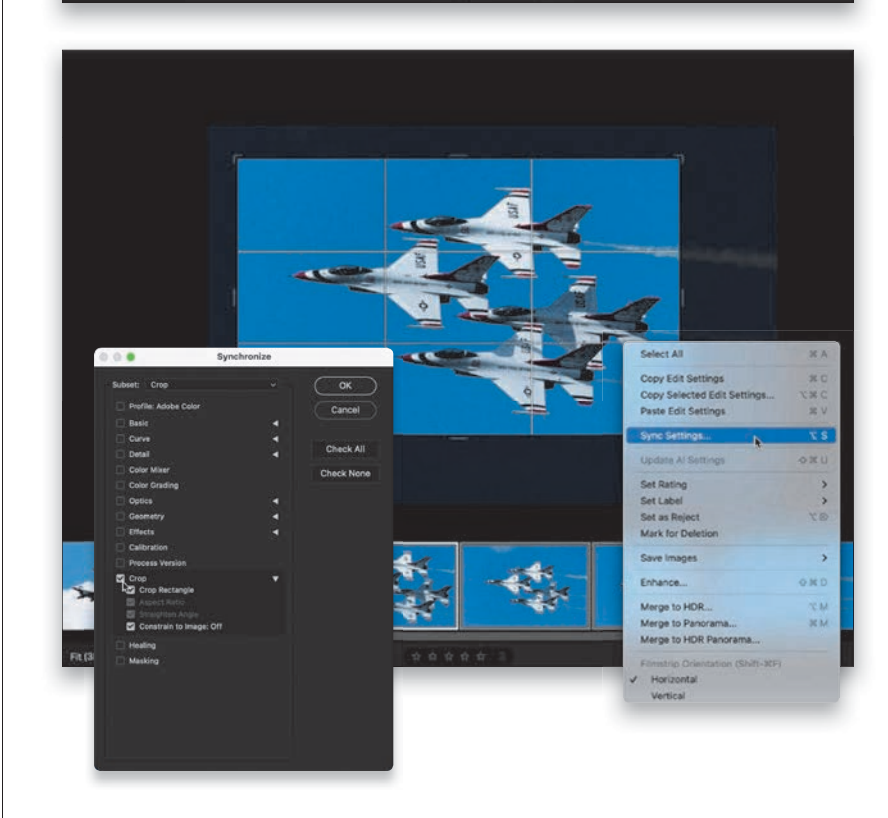 USAF
USAF
Synchronize
Subset: Crop
OK
Cancel
Check All
Check None
Profile: Adobe Color
Basic
Curve
Detail
Color Mixer
Color Grading
Optics
Geometry
Effects
Calibration
Process Version
Crop
Crop Rectangle
Aspect Ratio
Straighten Angle
Constrain to Image: Off
Healing
Masking
Fit (3
Select All ⌘ A
Copy Edit Settings ⌘ C
Copy Selected Edit Settings... ⌥ ⌘ C
Paste Edit Settings ⌘ V
Sync Settings... ⌥ S
Update AI Settings ⇧ ⌘ U
Set Rating
Set Label
Set as Reject ⌥ ⌦
Mark for Deletion
Save Images
Enhance... ⇧ ⌘ D
Merge to HDR... ⌥ M
Merge to Panorama... ⌘ M
Merge to HDR Panorama...
Filmstrip Orientation (Shift-⌘F)
✓ Horizontal
Vertical